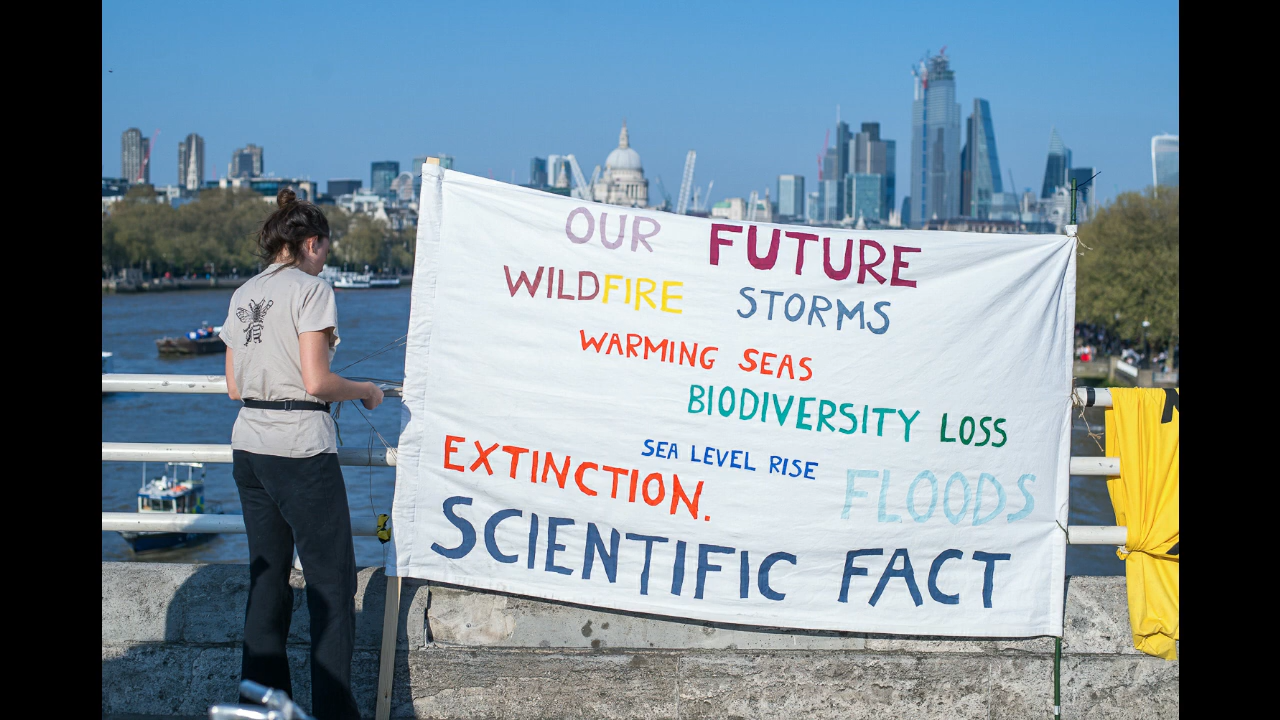 OUR FUTURE
WILDFIRE STORMS
WARMING SEAS
BIODIVERSITY LOSS
SEA LEVEL RISE
EXTINCTION. FLOODS
SCIENTIFIC FACT